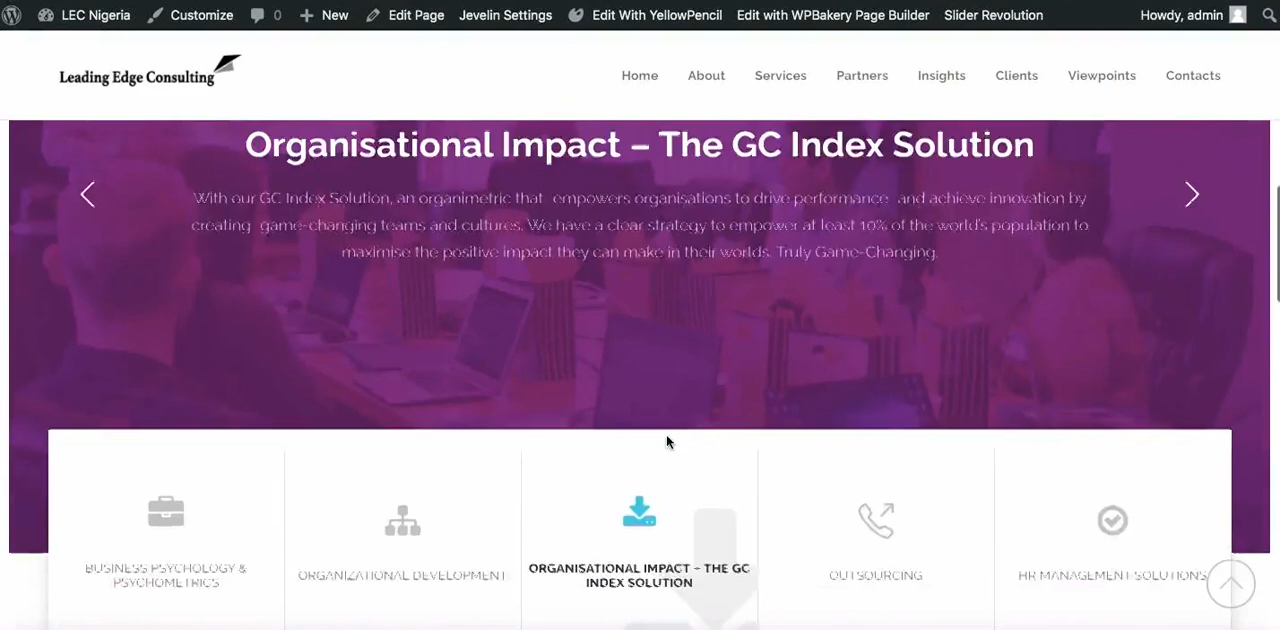 LEC Nigeria Customize 0 New Edit Page Jevelin Settings Edit With YellowPencil Edit with WPBakery Page Builder Slider Revolution Howdy, admin
Leading Edge Consulting
Home About Services Partners Insights Clients Viewpoints Contacts
Organisational Impact – The GC Index Solution
With our GC Index Solution, an organimetric that empowers organisations to drive performance and achieve innovation by
creating game-changing teams and cultures. We have a clear strategy to empower at least 10% of the world's population to
maximise the positive impact they can make in their worlds. Truly Game-Changing.
BUSINESS PSYCHOLOGY &
PSYCHOMETRICS
ORGANIZATIONAL DEVELOPMENT
ORGANISATIONAL IMPACT – THE GC
INDEX SOLUTION
OUTSOURCING
HR MANAGEMENT SOLUTIONS